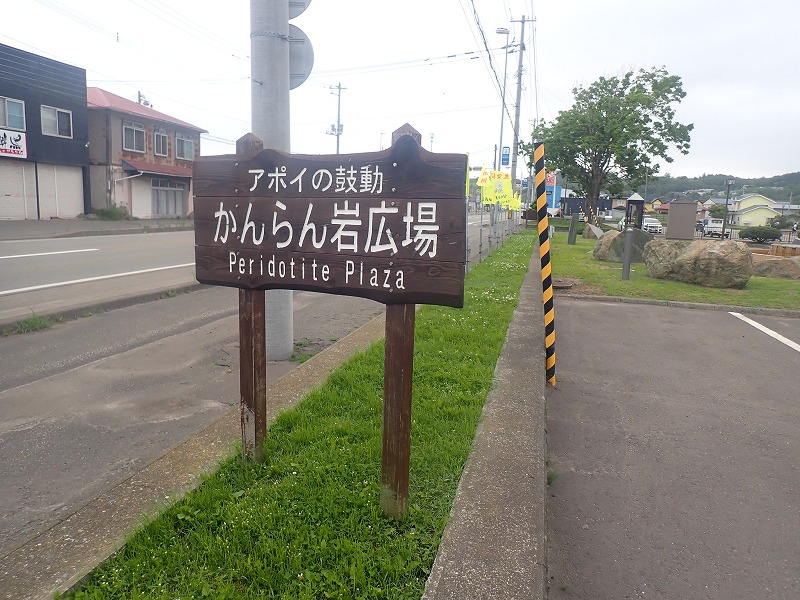 アポイの鼓動
かんらん岩広場
Peridotite Plaza